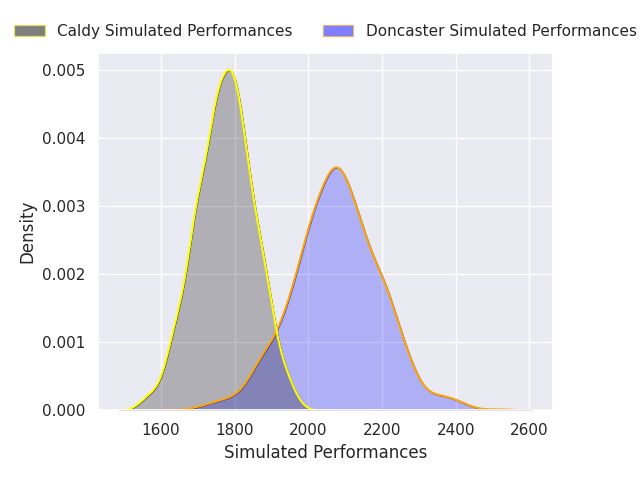 Caldy Simulated Performances
Doncaster Simulated Performances
0.005
0.004
0.003
0.002
0.001
0.000
Density
1600 1800 2000 2200 2400 2600
Simulated Performances